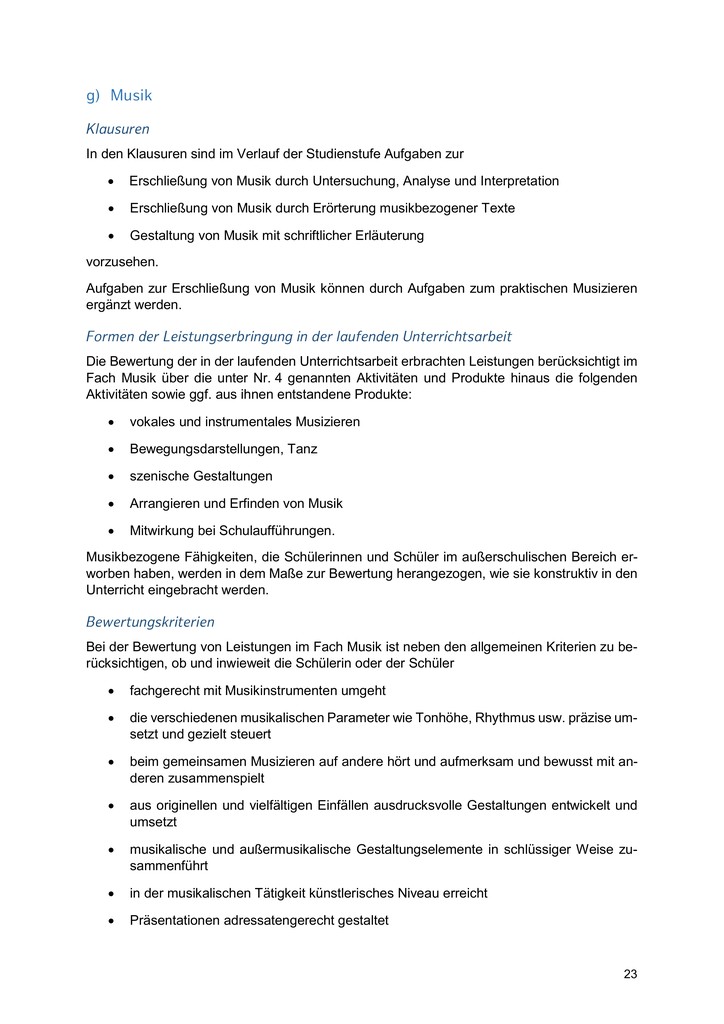 g) Musik
Klausuren
In den Klausuren sind im Verlauf der Studienstufe Aufgaben zur
• Erschließung von Musik durch Untersuchung, Analyse und Interpretation
• Erschließung von Musik durch Erörterung musikbezogener Texte
• Gestaltung von Musik mit schriftlicher Erläuterung
vorzusehen.
Aufgaben zur Erschließung von Musik können durch Aufgaben zum praktischen Musizieren
ergänzt werden.
Formen der Leistungserbringung in der laufenden Unterrichtsarbeit
Die Bewertung der in der laufenden Unterrichtsarbeit erbrachten Leistungen berücksichtigt im
Fach Musik über die unter Nr. 4 genannten Aktivitäten und Produkte hinaus die folgenden
Aktivitäten sowie ggf. aus ihnen entstandene Produkte:
• vokales und instrumentales Musizieren
• Bewegungsdarstellungen, Tanz
• szenische Gestaltungen
• Arrangieren und Erfinden von Musik
• Mitwirkung bei Schulaufführungen.
Musikbezogene Fähigkeiten, die Schülerinnen und Schüler im außerschulischen Bereich er-
worben haben, werden in dem Maße zur Bewertung herangezogen, wie sie konstruktiv in den
Unterricht eingebracht werden.
Bewertungskriterien
Bei der Bewertung von Leistungen im Fach Musik ist neben den allgemeinen Kriterien zu be-
rücksichtigen, ob und inwieweit die Schülerin oder der Schüler
• fachgerecht mit Musikinstrumenten umgeht
• die verschiedenen musikalischen Parameter wie Tonhöhe, Rhythmus usw. präzise um-
setzt und gezielt steuert
• beim gemeinsamen Musizieren auf andere hört und aufmerksam und bewusst mit an-
deren zusammenspielt
• aus originellen und vielfältigen Einfällen ausdrucksvolle Gestaltungen entwickelt und
umsetzt
• musikalische und außermusikalische Gestaltungselemente in schlüssiger Weise zu-
sammenführt
• in der musikalischen Tätigkeit künstlerisches Niveau erreicht
• Präsentationen adressatengerecht gestaltet
23